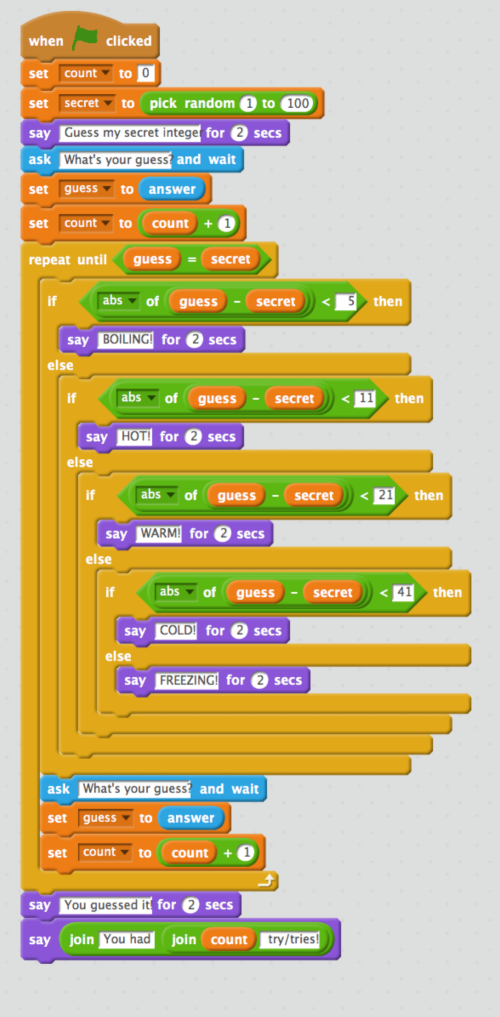 when clicked
set count to 0
set secret to pick random 1 to 100
say Guess my secret integer for 2 secs
ask What's your guess? and wait
set guess to answer
set count to count + 1
repeat until guess = secret
if abs of guess - secret < 5 then
say BOILING! for 2 secs
else
if abs of guess - secret < 11 then
say HOT! for 2 secs
else
if abs of guess - secret < 21 then
say WARM! for 2 secs
else
if abs of guess - secret < 41 then
say COLD! for 2 secs
else
say FREEZING! for 2 secs
ask What's your guess? and wait
set guess to answer
set count to count + 1
say You guessed it! for 2 secs
say join You had join count try/tries!